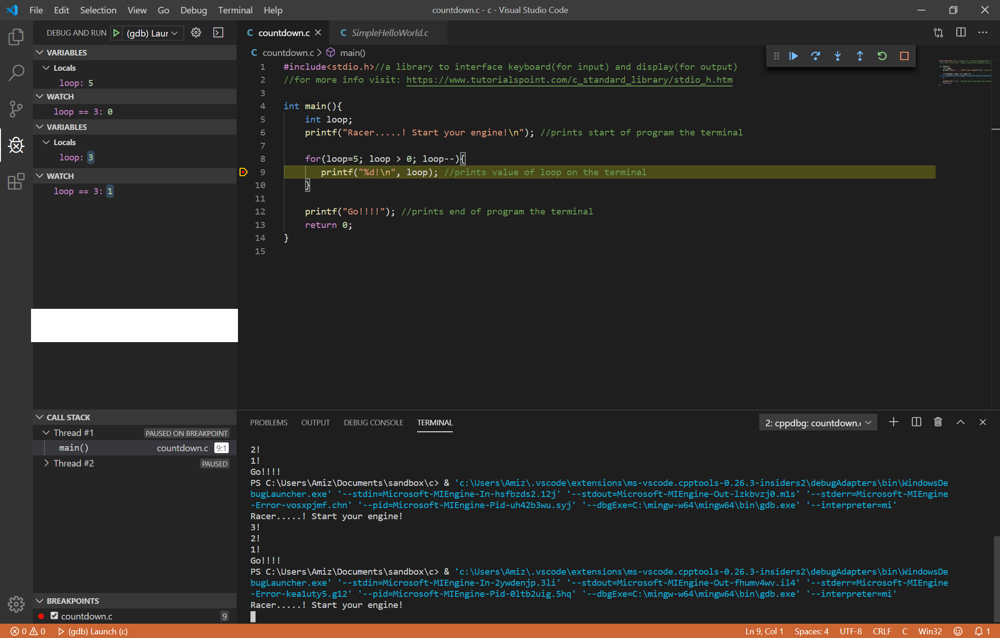 File Edit Selection View Go Debug Terminal Help
countdown.c - c - Visual Studio Code
DEBUG AND RUN (gdb) Laur
VARIABLES
Locals
loop: 5
WATCH
loop == 3: 0
VARIABLES
Locals
loop: 3
WATCH
loop == 3: 1
CALL STACK
Thread #1 PAUSED ON BREAKPOINT
main() countdown.c 9:1
Thread #2 PAUSED
BREAKPOINTS
countdown.c 9
C countdown.c C SimpleHelloWorld.c
C countdown.c > main()
1 #include<stdio.h>//a library to interface keyboard(for input) and display(for output)
2 //for more info visit: https://www.tutorialspoint.com/c_standard_library/stdio_h.htm
3
4 int main(){
5 int loop;
6 printf("Racer.....! Start your engine!\n"); //prints start of program the terminal
7
8 for(loop=5; loop > 0; loop--){
9 printf("%d!\n", loop); //prints value of loop on the terminal
10 }
11
12 printf("Go!!!!"); //prints end of program the terminal
13 return 0;
14 }
15
PROBLEMS OUTPUT DEBUG CONSOLE TERMINAL
2: cppdbg: countdown.
2!
1!
Go!!!!
PS C:\Users\Amiz\Documents\sandbox\c> & 'c:\Users\Amiz\.vscode\extensions\ms-vscode.cpptools-0.26.3-insiders2\debugAdapters\bin\WindowsDe
bugLauncher.exe' '--stdin=Microsoft-MIEngine-In-hsfbzds2.12j' '--stdout=Microsoft-MIEngine-Out-lzkbvzj0.m1s' '--stderr=Microsoft-MIEngine
-Error-vosxpjmf.chn' '--pid=Microsoft-MIEngine-Pid-uh42b3wu.syj' '--dbgExe=C:\mingw-w64\mingw64\bin\gdb.exe' '--interpreter=mi'
Racer.....! Start your engine!
3!
2!
1!
Go!!!!
PS C:\Users\Amiz\Documents\sandbox\c> & 'c:\Users\Amiz\.vscode\extensions\ms-vscode.cpptools-0.26.3-insiders2\debugAdapters\bin\WindowsDe
bugLauncher.exe' '--stdin=Microsoft-MIEngine-In-2ywdenjp.3li' '--stdout=Microsoft-MIEngine-Out-fhumv4wv.il4' '--stderr=Microsoft-MIEngine
-Error-kea1uty5.g12' '--pid=Microsoft-MIEngine-Pid-0ltb2uig.5hq' '--dbgExe=C:\mingw-w64\mingw64\bin\gdb.exe' '--interpreter=mi'
Racer.....! Start your engine!
0 0 (gdb) Launch (c)
Ln 9, Col 1 Spaces: 4 UTF-8 CRLF C Win32 1